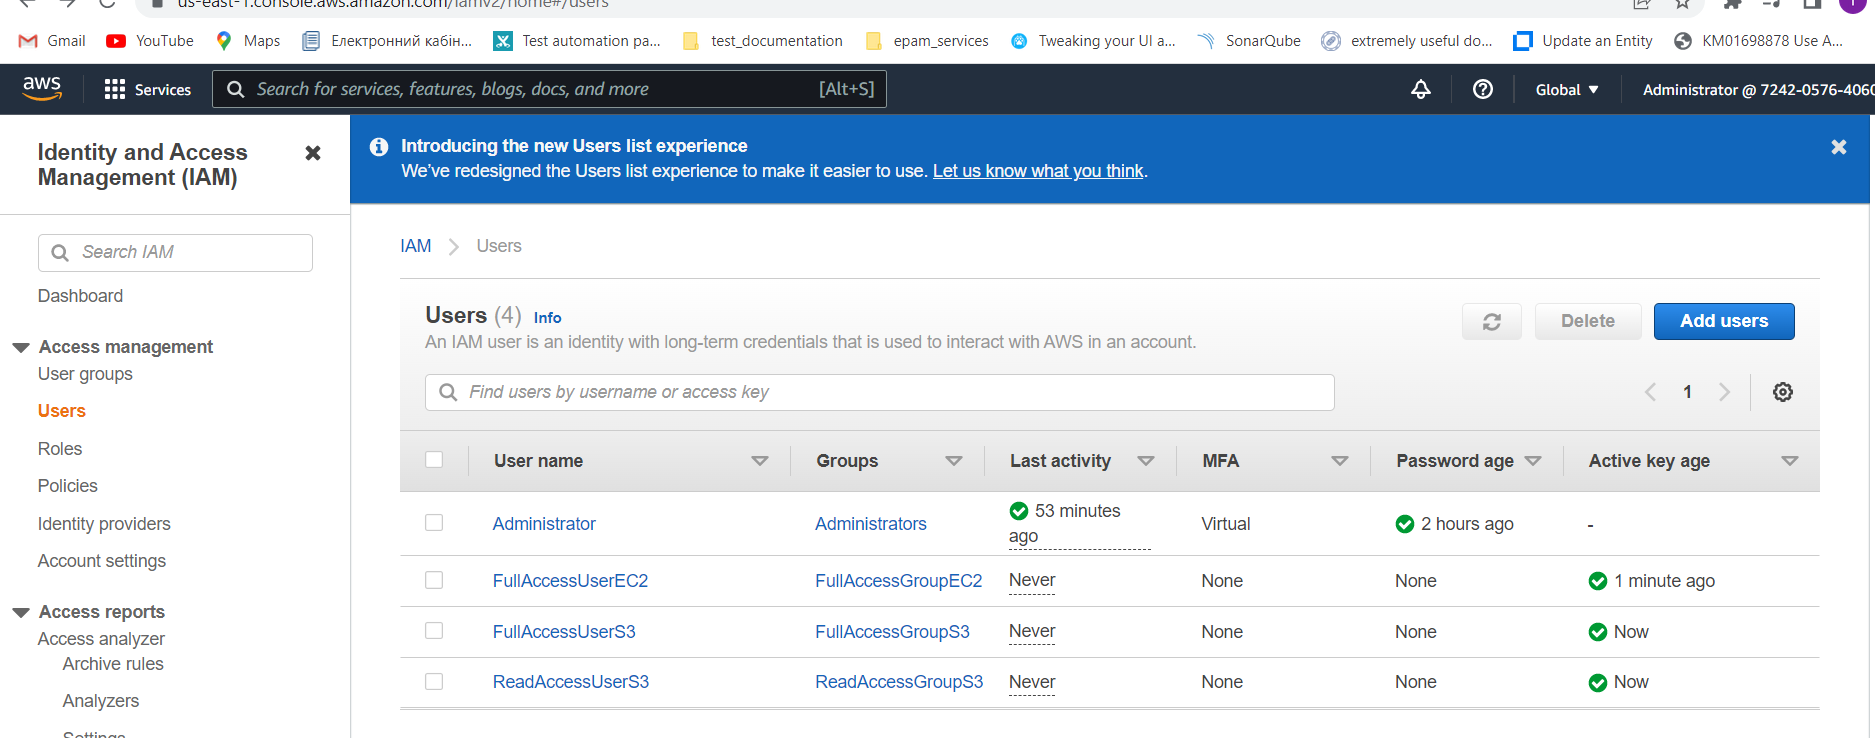 us-east-1.console.aws.amazon.com/iamv2/home#/users
Gmail YouTube Maps Електронний кабін... Test automation pa... test_documentation epam_services Tweaking your UI a... SonarQube extremely useful do... Update an Entity KM01698878 Use A...
aws Services Search for services, features, blogs, docs, and more [Alt+S] Global Administrator @ 7242-0576-4060
Identity and Access
Management (IAM)
Search IAM
Dashboard
Access management
User groups
Users
Roles
Policies
Identity providers
Account settings
Access reports
Access analyzer
Archive rules
Analyzers
Settings
Introducing the new Users list experience
We've redesigned the Users list experience to make it easier to use. Let us know what you think.
IAM Users
Users (4) Info
An IAM user is an identity with long-term credentials that is used to interact with AWS in an account.
Delete Add users
Find users by username or access key
1
User name Groups Last activity MFA Password age Active key age
Administrator Administrators 53 minutes ago Virtual 2 hours ago -
FullAccessUserEC2 FullAccessGroupEC2 Never None None 1 minute ago
FullAccessUserS3 FullAccessGroupS3 Never None None Now
ReadAccessUserS3 ReadAccessGroupS3 Never None None Now